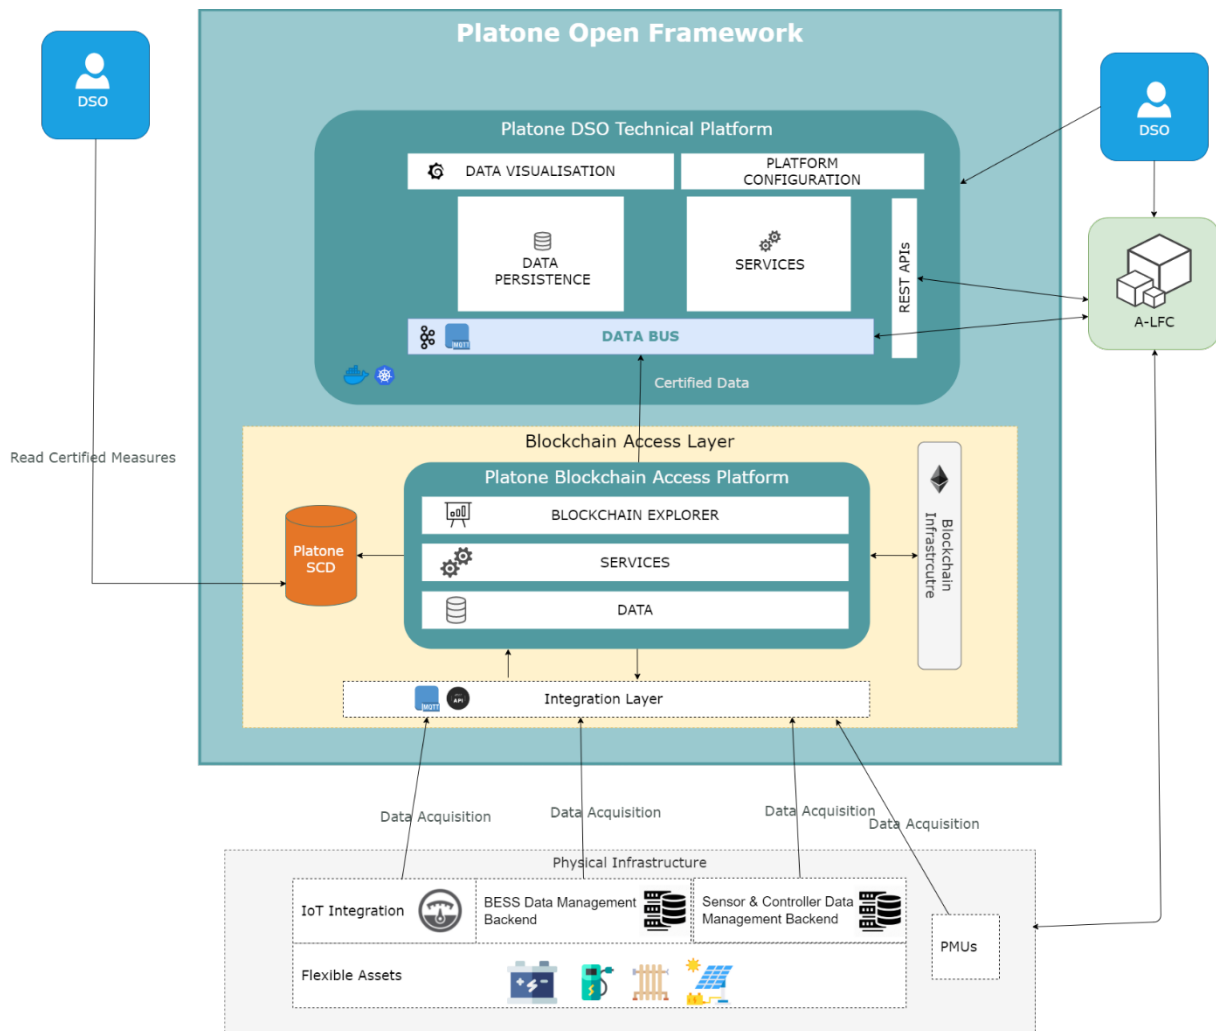 Platone Open Framework
DSO
DSO
Platone DSO Technical Platform
DATA VISUALISATION
PLATFORM
CONFIGURATION
DATA
PERSISTENCE
SERVICES
REST APIs
A-LFC
MQTT
DATA BUS
Certified Data
Blockchain Access Layer
Read Certified Measures
Platone Blockchain Access Platform
BLOCKCHAIN EXPLORER
Platone
SCD
SERVICES
Blockchain
Infrastrcutre
DATA
MQTT
API
Integration Layer
Data Acquisition
Data Acquisition
Data Acquisition
Data Acquisition
Physical Infrastructure
IoT Integration
BESS Data Management
Backend
Sensor & Controller Data
Management Backend
PMUs
Flexible Assets